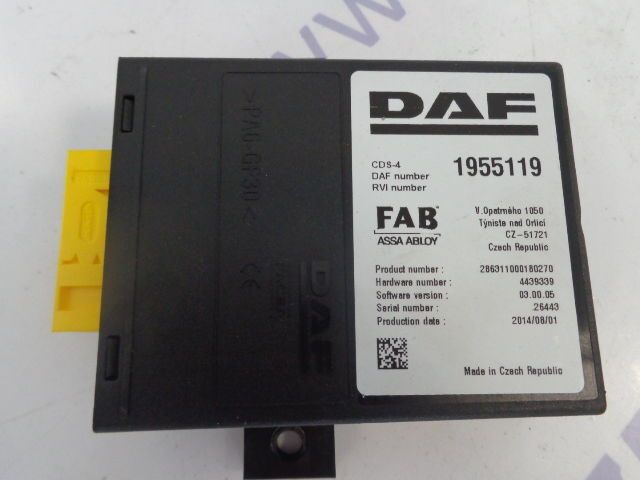 DAF
CDS-4
DAF number 1955119
RVI number
FAB
ASSA ABLOY
V.Opatrného 1050
Týniste nad Orlicí
CZ-51721
Czech Republic
Product number : 286311000180270
Hardware number : 4439339
Software version : 03.00.05
Serial number : .26443
Production date : 2014/08/01
Made in Czech Republic
>PA6-GF30<
CE
DAF